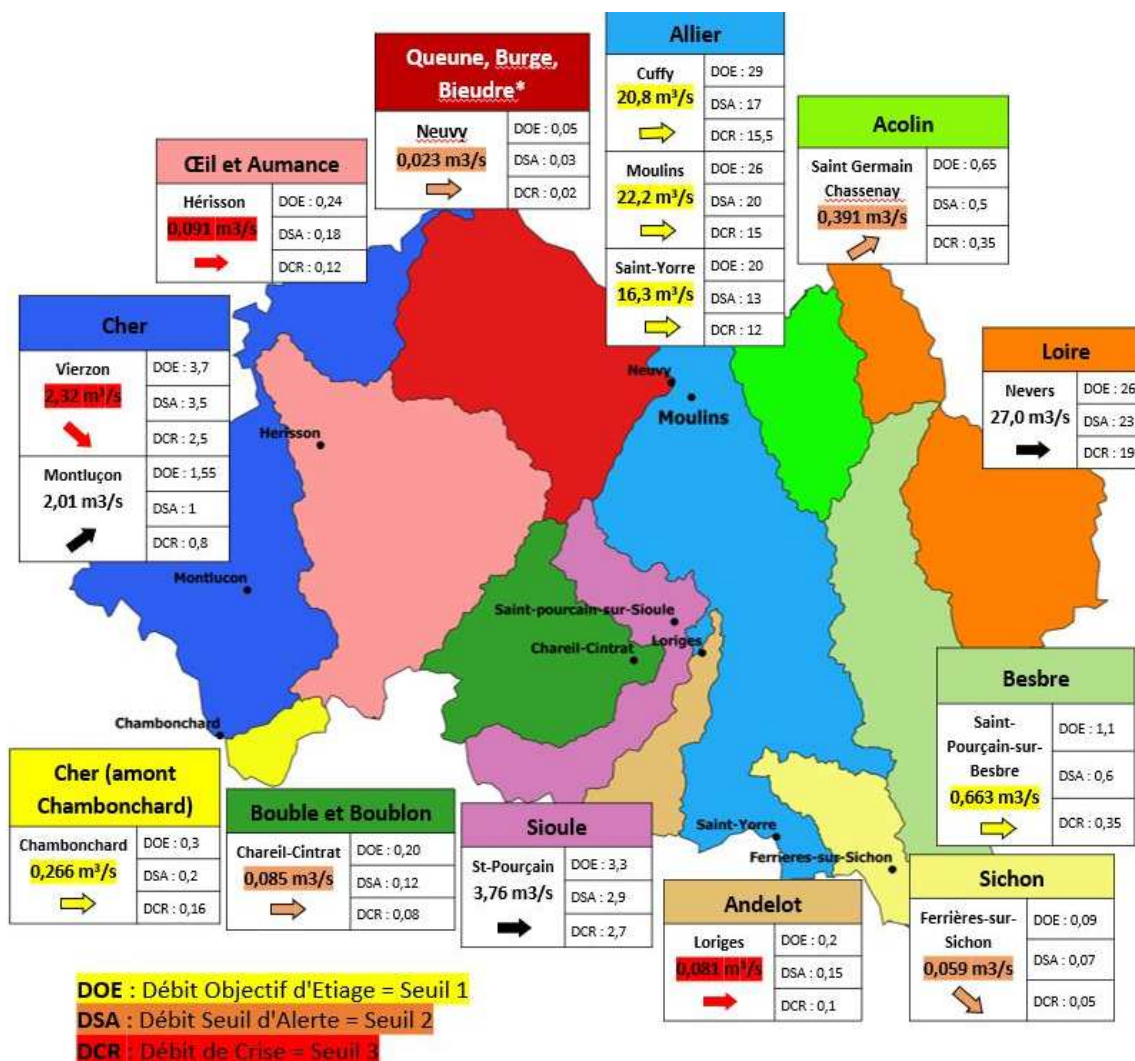 Queune, Burge,
Bieudre*
Neuvy
0,023 m3/s
DOE : 0,05
DSA : 0,03
DCR : 0,02
Allier
Cuffy
20,8 m³/s
DOE : 29
DSA : 17
DCR : 15,5
Moulins
22,2 m³/s
DOE : 26
DSA : 20
DCR : 15
Saint-Yorre
16,3 m³/s
DOE : 20
DSA : 13
DCR : 12
Acolin
Saint Germain
Chassenay
0,391 m3/s
DOE : 0,65
DSA : 0,5
DCR : 0,35
Œil et Aumance
Hérisson
0,091 m3/s
DOE : 0,24
DSA : 0,18
DCR : 0,12
Cher
Vierzon
2,32 m³/s
DOE : 3,7
DSA : 3,5
DCR : 2,5
Montluçon
2,01 m3/s
DOE : 1,55
DSA : 1
DCR : 0,8
Loire
Nevers
27,0 m3/s
DOE : 26
DSA : 23
DCR : 19
Neuvy
Moulins
Herisson
Montlucon
Saint-pourcain-sur-Sioule
Loriges
Chareil-Cintrat
Chambonchard
Saint-Yorre
Ferrieres-sur-Sichon
Besbre
Saint-
Pourçain-sur-
Besbre
0,663 m3/s
DOE : 1,1
DSA : 0,6
DCR : 0,35
Cher (amont
Chambonchard)
Chambonchard
0,266 m³/s
DOE : 0,3
DSA : 0,2
DCR : 0,16
Bouble et Boublon
Chareil-Cintrat
0,085 m3/s
DOE : 0,20
DSA : 0,12
DCR : 0,08
Sioule
St-Pourçain
3,76 m3/s
DOE : 3,3
DSA : 2,9
DCR : 2,7
Andelot
Loriges
0,081 m³/s
DOE : 0,2
DSA : 0,15
DCR : 0,1
Sichon
Ferrières-sur-
Sichon
0,059 m3/s
DOE : 0,09
DSA : 0,07
DCR : 0,05
DOE : Débit Objectif d'Etiage = Seuil 1
DSA : Débit Seuil d'Alerte = Seuil 2
DCR : Débit de Crise = Seuil 3